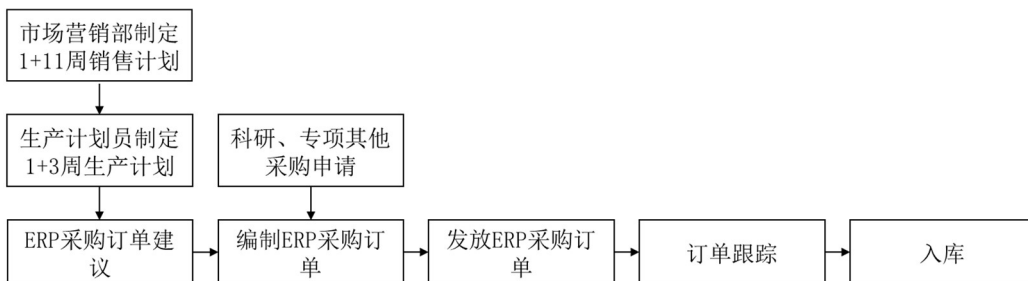 市场营销部制定
1+11周销售计划
生产计划员制定
1+3周生产计划
科研、专项其他
采购申请
ERP采购订单建
议
编制ERP采购订
单
发放ERP采购订
单
订单跟踪
入库